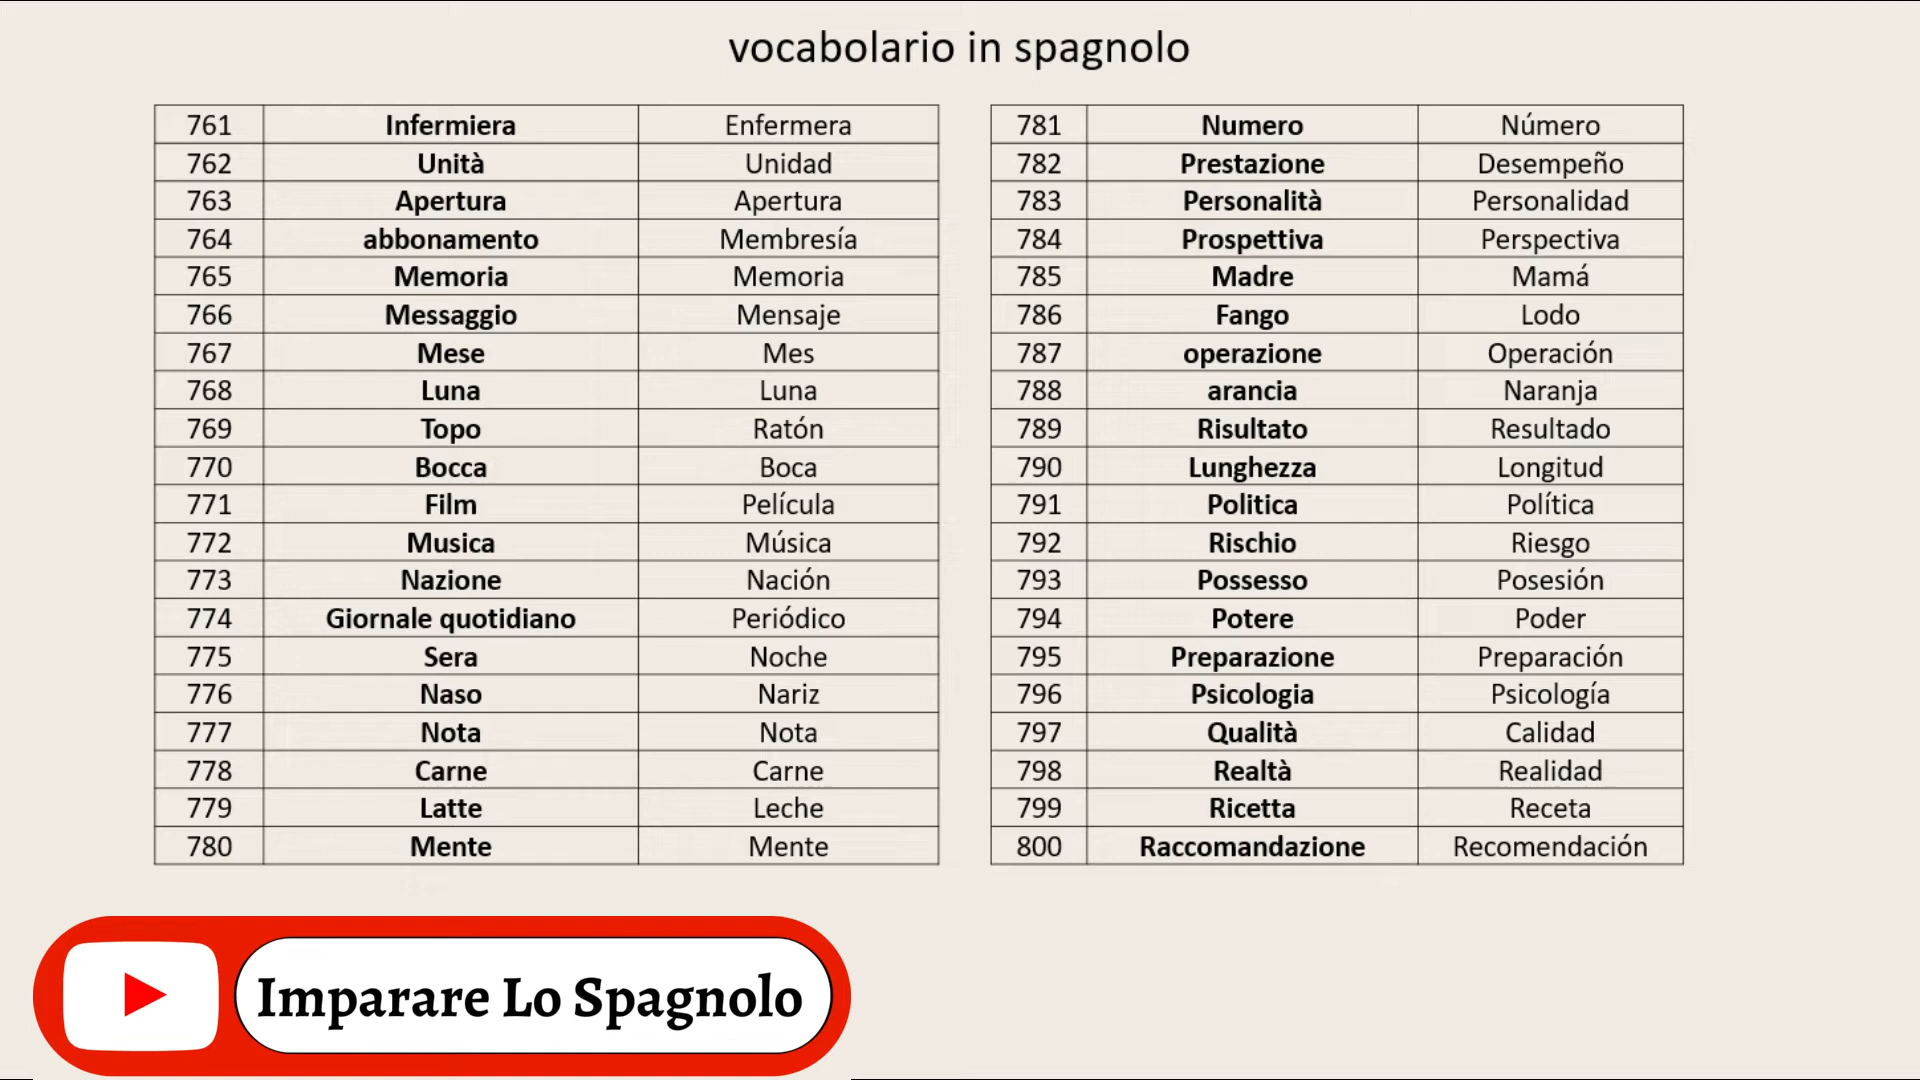 vocabolario in spagnolo
761 Infermiera Enfermera
762 Unità Unidad
763 Apertura Apertura
764 abbonamento Membresía
765 Memoria Memoria
766 Messaggio Mensaje
767 Mese Mes
768 Luna Luna
769 Topo Ratón
770 Bocca Boca
771 Film Película
772 Musica Música
773 Nazione Nación
774 Giornale quotidiano Periódico
775 Sera Noche
776 Naso Nariz
777 Nota Nota
778 Carne Carne
779 Latte Leche
780 Mente Mente
781 Numero Número
782 Prestazione Desempeño
783 Personalità Personalidad
784 Prospettiva Perspectiva
785 Madre Mamá
786 Fango Lodo
787 operazione Operación
788 arancia Naranja
789 Risultato Resultado
790 Lunghezza Longitud
791 Politica Política
792 Rischio Riesgo
793 Possesso Posesión
794 Potere Poder
795 Preparazione Preparación
796 Psicologia Psicología
797 Qualità Calidad
798 Realtà Realidad
799 Ricetta Receta
800 Raccomandazione Recomendación
Imparare Lo Spagnolo